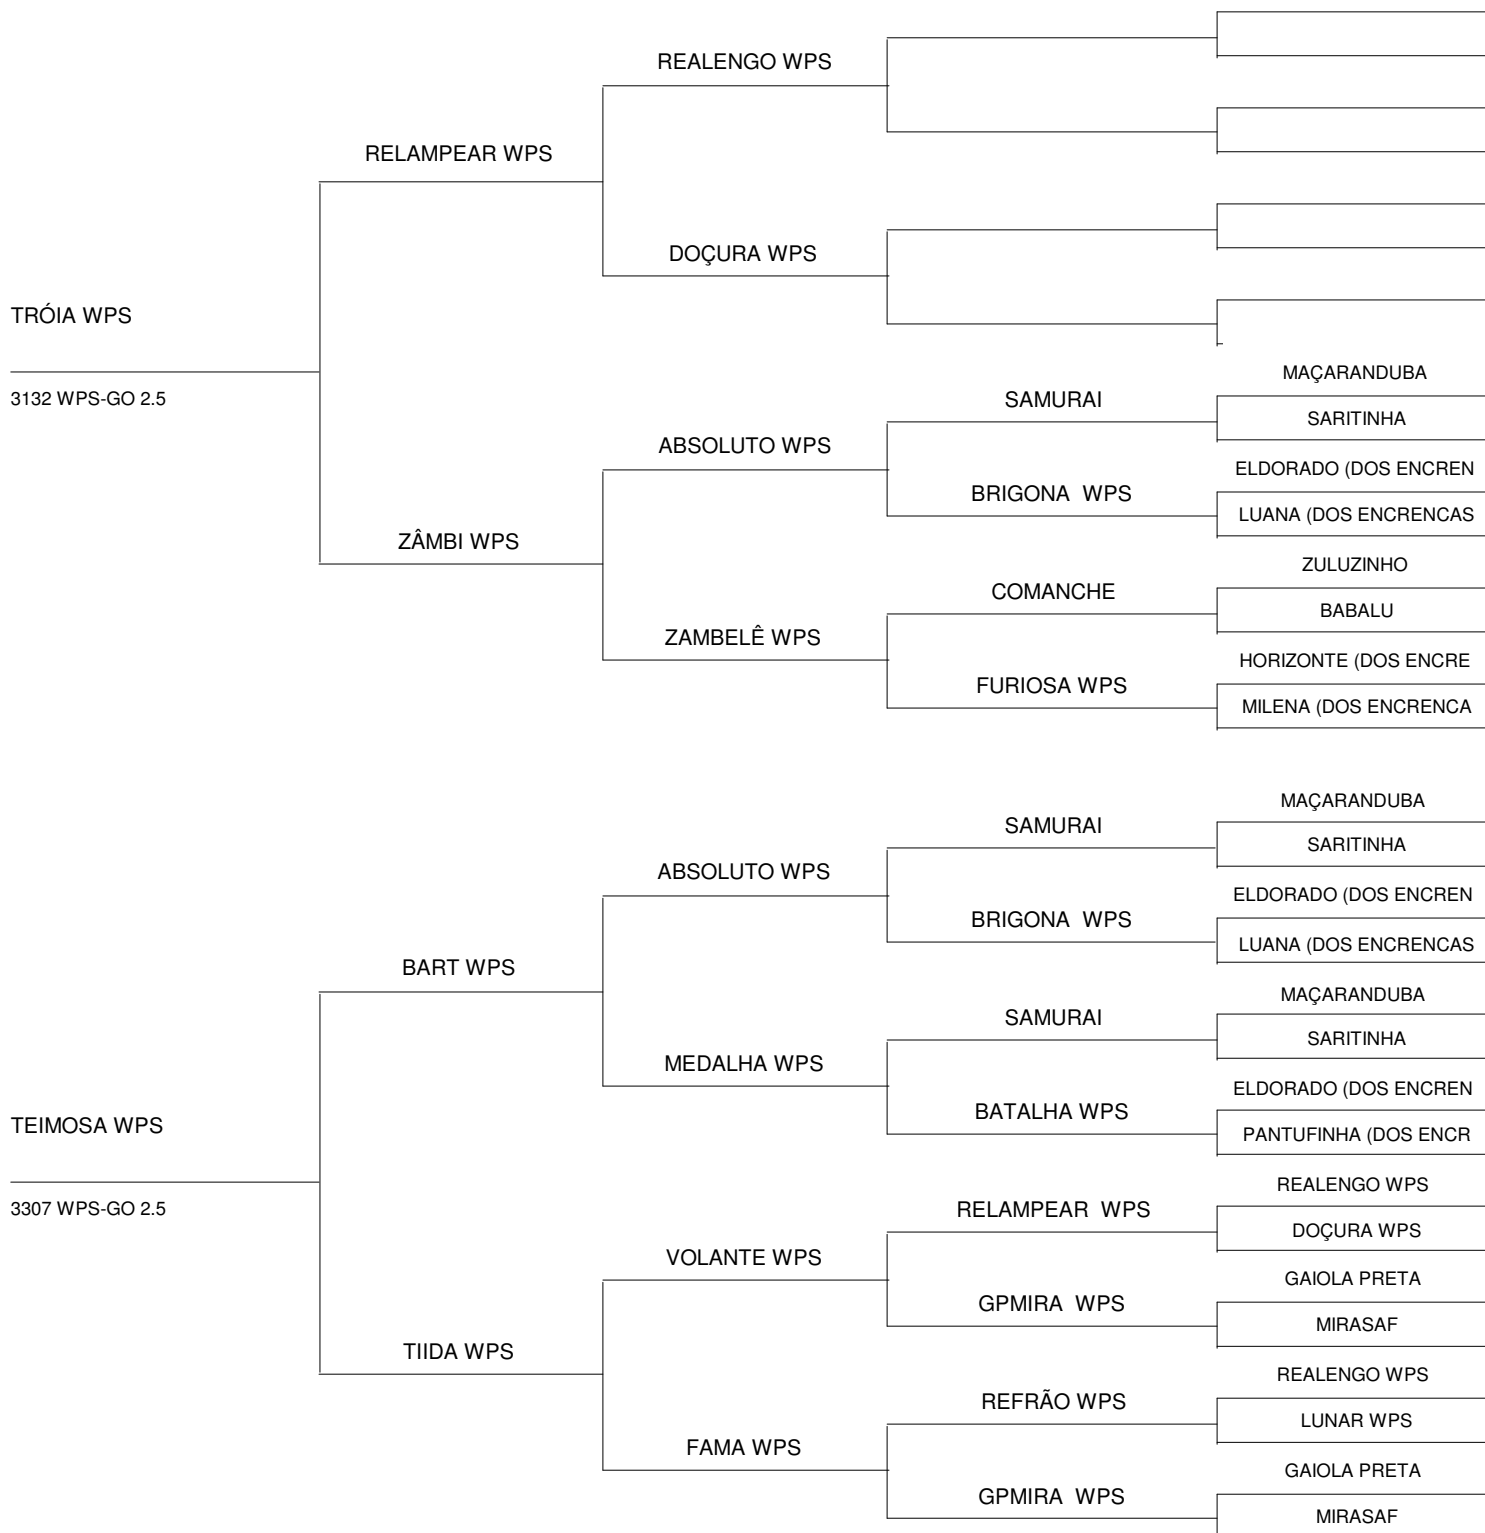 REALENGO WPS
RELAMPEAR WPS
DOÇURA WPS
TRÓIA WPS
3132 WPS-GO 2.5
MAÇARANDUBA
SAMURAI
SARITINHA
ABSOLUTO WPS
ELDORADO (DOS ENCREN
BRIGONA  WPS
LUANA (DOS ENCRENCAS
ZÂMBI WPS
ZULUZINHO
COMANCHE
BABALU
ZAMBELÊ WPS
HORIZONTE (DOS ENCRE
FURIOSA WPS
MILENA (DOS ENCRENCA
MAÇARANDUBA
SAMURAI
SARITINHA
ABSOLUTO WPS
ELDORADO (DOS ENCREN
BRIGONA  WPS
LUANA (DOS ENCRENCAS
BART WPS
MAÇARANDUBA
SAMURAI
SARITINHA
MEDALHA WPS
ELDORADO (DOS ENCREN
BATALHA WPS
PANTUFINHA (DOS ENCR
TEIMOSA WPS
3307 WPS-GO 2.5
REALENGO WPS
RELAMPEAR  WPS
DOÇURA WPS
VOLANTE WPS
GAIOLA PRETA
GPMIRA  WPS
MIRASAF
TIIDA WPS
REALENGO WPS
REFRÃO WPS
LUNAR WPS
FAMA WPS
GAIOLA PRETA
GPMIRA  WPS
MIRASAF